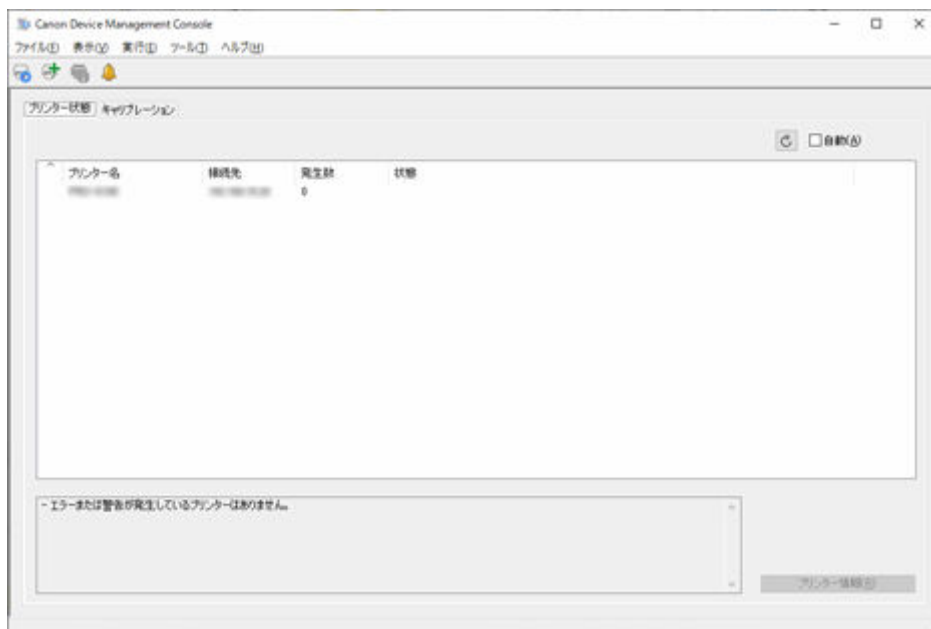 Canon Device Management Console
ファイル(F) 表示(V) 実行(E) ツール(T) ヘルプ(H)
プリンター状態 キャリブレーション
自動(A)
プリンター名 接続先 発生数 状態
0
- エラーまたは警告が発生しているプリンターはありません。
プリンター情報(I)